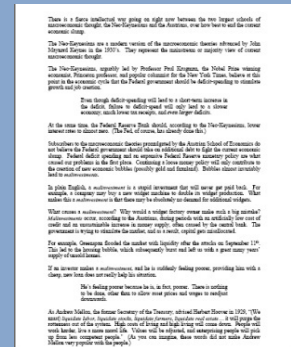 There is a fierce intellectual war going on right now between the two largest schools of
macroeconomic thought, the Neo-Keynesians and the Austrians, over how best to end the current
economic slump.
The Neo-Keynesians are a modern version of the macroeconomic theories advanced by John
Maynard Keynes in the 1930's. They represent the mainstream or majority view of current
macroeconomic thought.
The Neo-Keynesians, arguably led by Professor Paul Krugman, the Nobel Prize winning
economist, Princeton professor, and popular columnist for the New York Times, believe at this
point in the economic cycle that the Federal government should be deficit-spending to stimulate
growth and job creation.
Even though deficit-spending will lead to a short-term increase in
the deficit, failure to deficit-spend will only lead to a slower
economy, much lower tax receipts, and even larger deficits.
At the same time, the Federal Reserve Bank should, according to the Neo-Keynesians, lower
interest rates to almost zero. (The Fed, of course, has already done this.)
Subscribers to the macroeconomic theories promulgated by the Austrian School of Economics do
not believe the Federal government should take on additional debt to fight the current economic
slump. Federal deficit spending and an expansive Federal Reserve monetary policy are what
caused our problems in the first place. Continuing a loose money policy will only contribute to
the creation of new economic bubbles (possibly gold and farmland). Bubbles almost invariably
lead to malinvestments.
In plain English, a malinvestment is a stupid investment that will never get paid back. For
example, a company may buy a new widget machine to double its widget production. What
makes this a malinvestment is that there may be absolutely no demand for additional widgets.
What causes a malinvestment? Why would a widget factory owner make such a big mistake?
Malinvestments occur, according to the Austrians, during periods with an artificially low cost of
credit and an unsustainable increase in money supply, often caused by the central bank. The
government is trying to stimulate the market, and as a result, capital gets misallocated.
For example, Greenspan flooded the market with liquidity after the attacks on September 11th.
This led to the housing bubble, which subsequently burst and left us with a great many years'
supply of unsold homes.
If an investor makes a malinvestment, and he is suddenly feeling poorer, providing him with a
cheap, new loan does not really help his situation.
He's feeling poorer because he is, in fact, poorer. There is nothing
to be done, other than to allow asset prices and wages to readjust
downwards.
As Andrew Mellon, the former Secretary of the Treasury, advised Herbert Hoover in 1929, "(We
must) liquidate labor, liquidate stocks, liquidate farmers, liquidate real estate… it will purge the
rottenness out of the system. High costs of living and high living will come down. People will
work harder, live a more moral life. Values will be adjusted, and enterprising people will pick
up from less competent people." (As you can imagine, these words did not make Andrew
Mellon very popular with the people.)